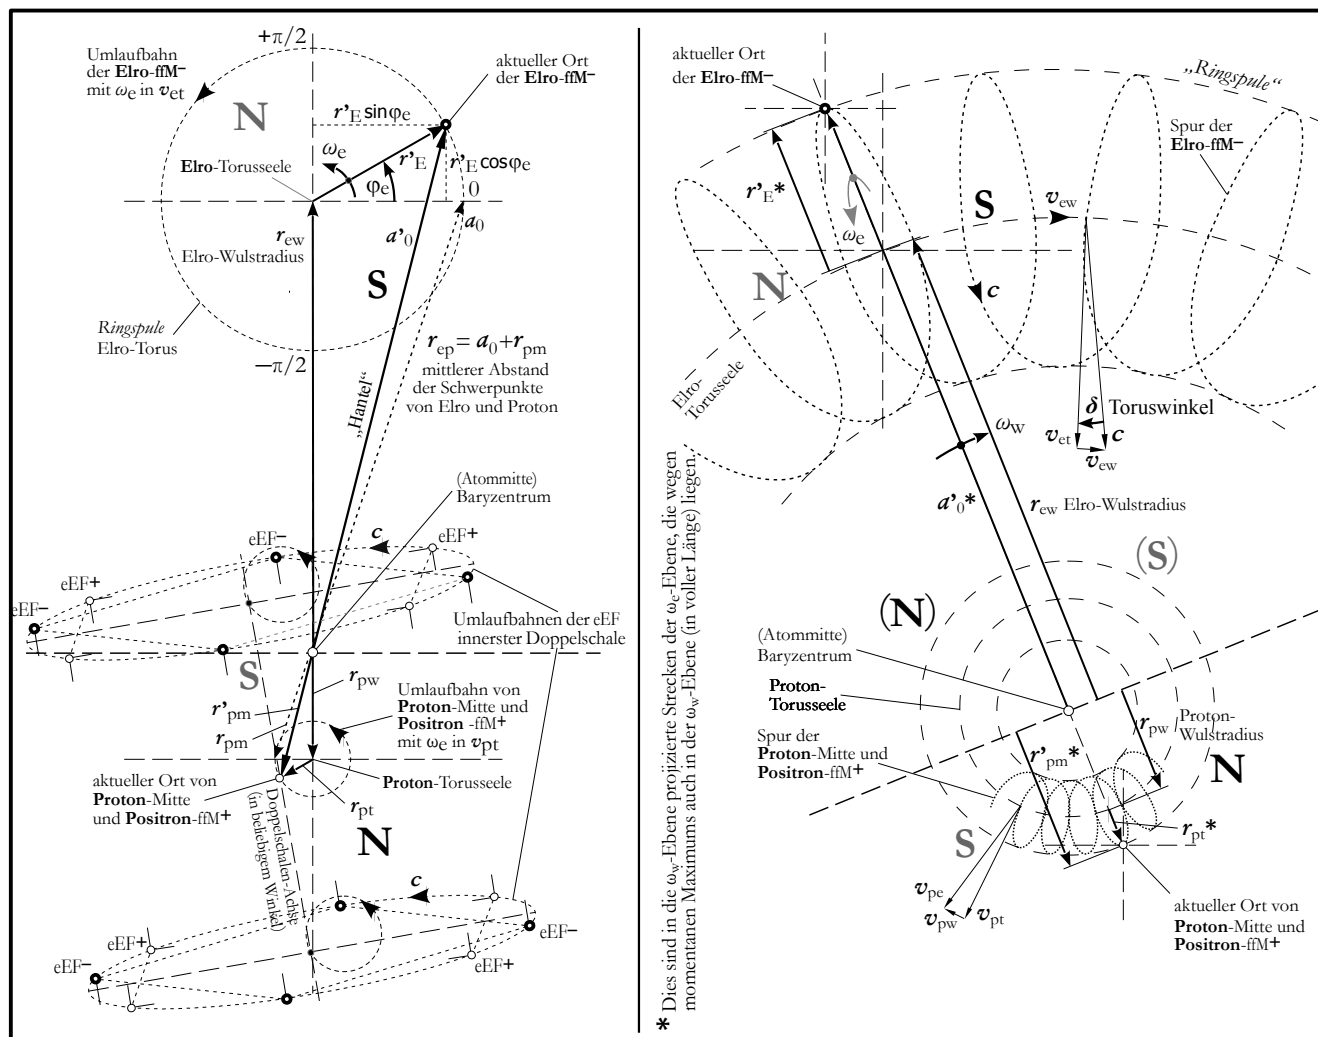 +π/2
Umlaufbahn
der Elro-ffM−
mit ωe in vet
aktueller Ort
der Elro-ffM−
N
r'E sinφe
ωe
r'E
r'E cosφe
Elro-Torusseele
φe
0
a0
rew
Elro-Wulstradius
a'0
S
Ringspule
Elro-Torus
−π/2
rep = a0 + rpm
mittlerer Abstand
der Schwerpunkte
von Elro und Proton
„Hantel“
(Atommitte)
Baryzentrum
eEF−
c
eEF+
eEF+
eEF−
Umlaufbahnen der eEF
innerster Doppelschale
S
rpw
r'pm
rpm
Umlaufbahn von
Proton-Mitte und
Positron -ffM+
mit ωe in vpt
aktueller Ort von
Proton-Mitte
und Positron-ffM+
Proton-Torusseele
rpt
Doppelschalen-Achse
(in beliebigem Winkel)
N
c
eEF+
eEF−
eEF−
eEF+
aktueller Ort
der Elro-ffM−
„Ringspule“
Spur der
Elro-ffM−
r'E*
ωe
S
vew
N
c
Elro-
Torusseele
δ
Toruswinkel
vet
c
vew
ωw
a'0*
rew Elro-Wulstradius
(S)
(N)
(Atommitte)
Baryzentrum
Proton-
Torusseele
Spur der
Proton-Mitte und
Positron-ffM+
r'pm*
rpw
Proton-
Wulstradius
N
S
rpt*
vpe
vpw
vpt
aktueller Ort von
Proton-Mitte und
Positron-ffM+
* Dies sind in die ωw-Ebene projizierte Strecken der ωe-Ebene, die wegen
momentanen Maximums auch in der ωw-Ebene (in voller Länge) liegen.